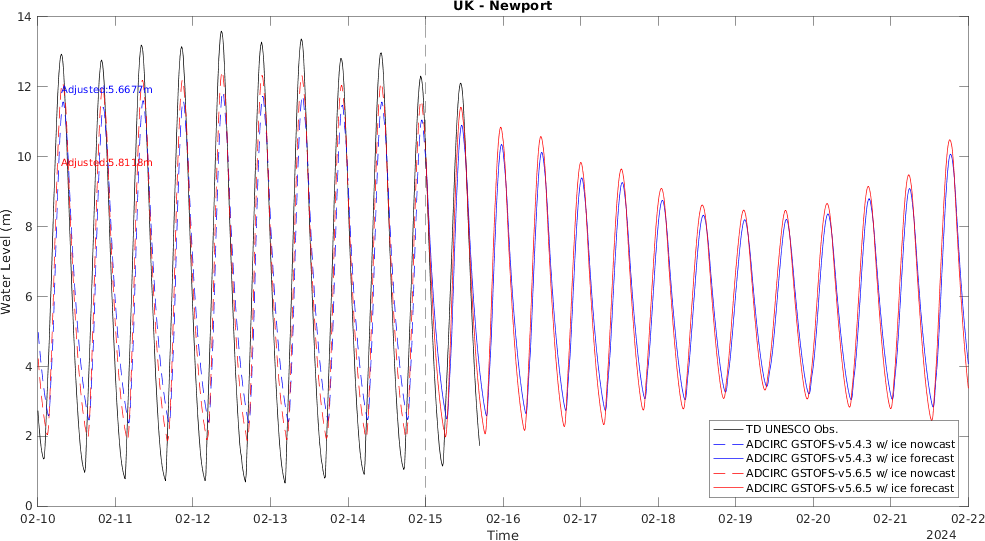 UK - Newport
14
12
10
8
6
4
2
0
Water Level (m)
Adjusted:5.6677m
Adjusted:5.8118m
TD UNESCO Obs.
ADCIRC GSTOFS-v5.4.3 w/ ice nowcast
ADCIRC GSTOFS-v5.4.3 w/ ice forecast
ADCIRC GSTOFS-v5.6.5 w/ ice nowcast
ADCIRC GSTOFS-v5.6.5 w/ ice forecast
02-10 02-11 02-12 02-13 02-14 02-15 02-16 02-17 02-18 02-19 02-20 02-21 02-22
Time
2024